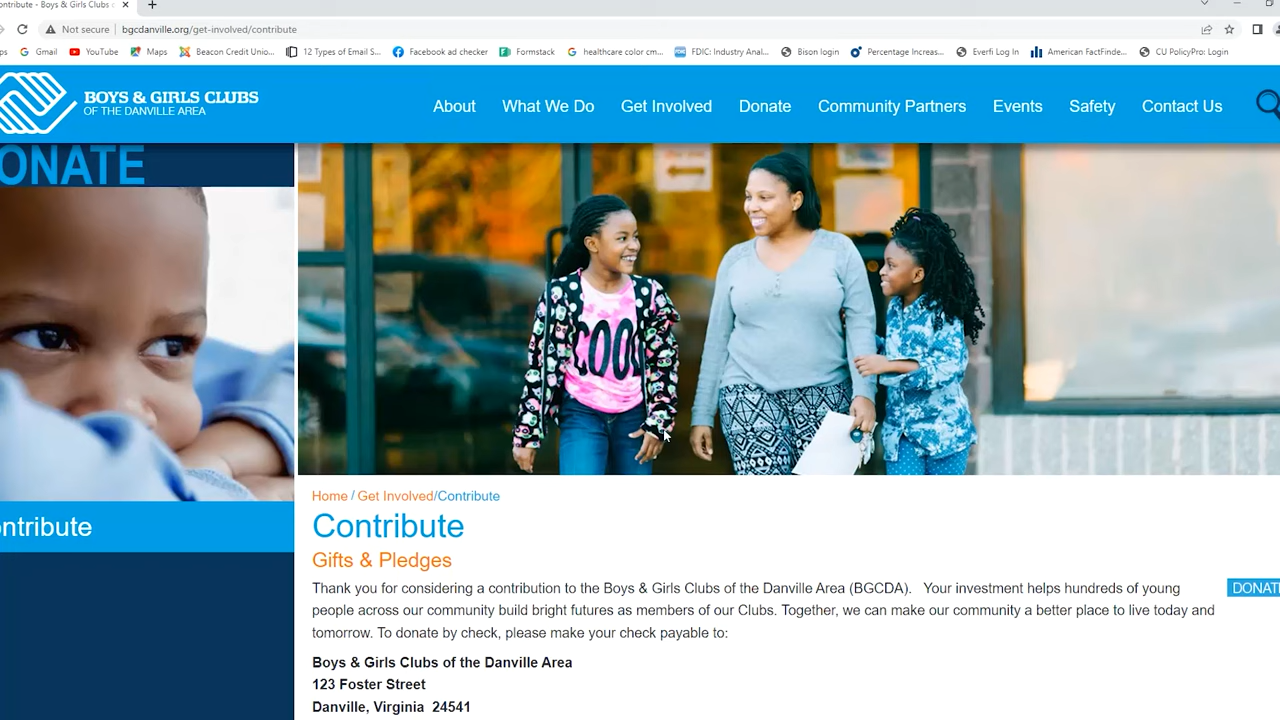 ontribute - Boys & Girls Clubs of
Not secure
bgcdanville.org/get-involved/contribute
Gmail
YouTube
Maps
Beacon Credit Unio...
12 Types of Email S...
Facebook ad checker
Formstack
healthcare color cm...
FDIC: Industry Anal...
Bison login
Percentage Increas...
Everfi Log In
American FactFinde...
CU PolicyPro: Login
BOYS & GIRLS CLUBS
OF THE DANVILLE AREA
About
What We Do
Get Involved
Donate
Community Partners
Events
Safety
Contact Us
ONATE
COOL
ontribute
Home / Get Involved/Contribute
Contribute
Gifts & Pledges
Thank you for considering a contribution to the Boys & Girls Clubs of the Danville Area (BGCDA). Your investment helps hundreds of young
people across our community build bright futures as members of our Clubs. Together, we can make our community a better place to live today and
tomorrow. To donate by check, please make your check payable to:
DONATE
Boys & Girls Clubs of the Danville Area
123 Foster Street
Danville, Virginia 24541